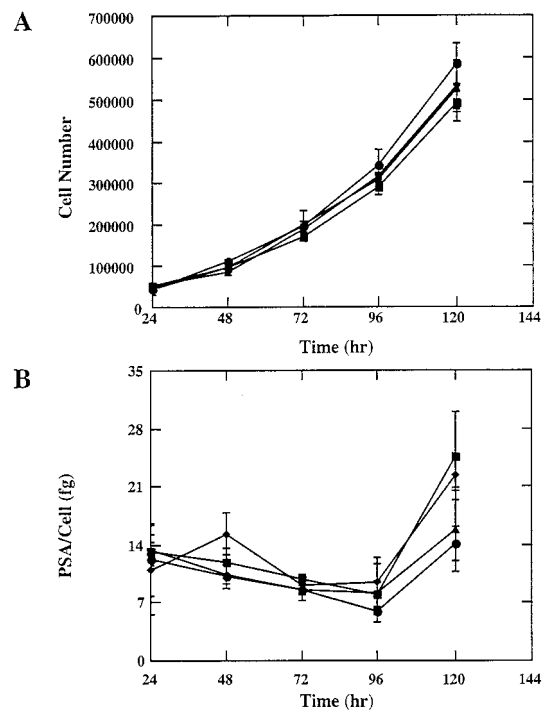 A
700000
600000
500000
400000
300000
200000
100000
0
Cell Number
24 48 72 96 120 144
Time (hr)
B
35
28
21
14
7
0
PSA/Cell (fg)
24 48 72 96 120 144
Time (hr)